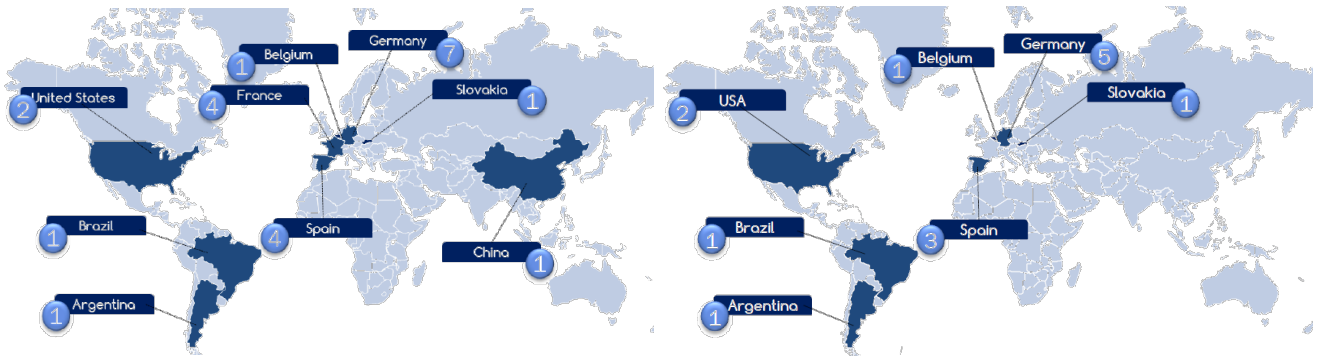 Germany
7
Belgium
1
France
4
Slovakia
1
United States
2
Brazil
1
Spain
4
China
1
Argentina
1
Germany
5
Belgium
1
Slovakia
1
USA
2
Brazil
1
Spain
3
Argentina
1